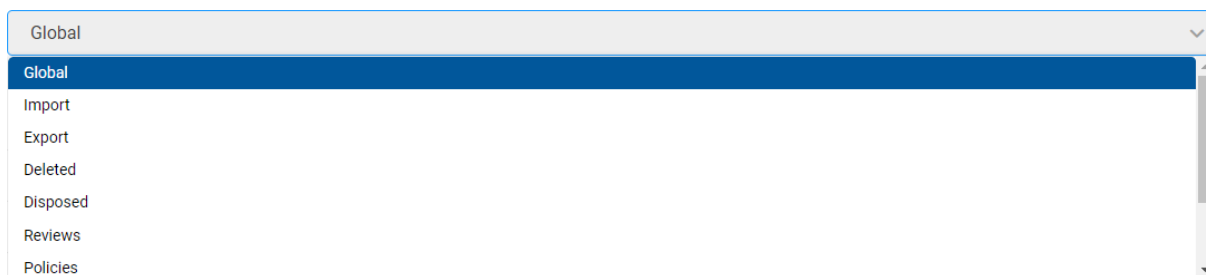 Global
Global
Import
Export
Deleted
Disposed
Reviews
Policies